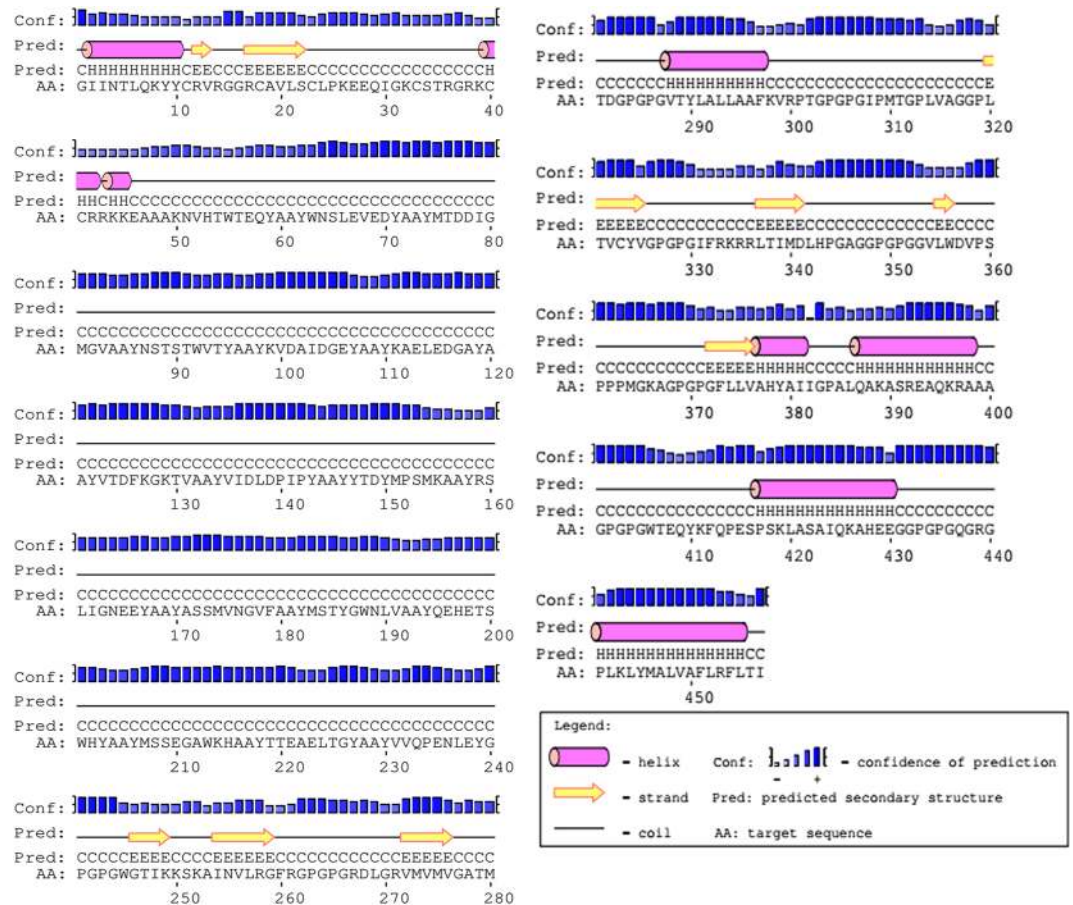 Conf:
Pred:
Pred: CHHHHHHHHHCEECCCEEEEEECCCCCCCCCCCCCCCCCH
AA: GIINTLQKYYCRVRGGRCAVLSCLPKEEQIGKCSTRGRKC
10 20 30 40
Conf:
Pred:
Pred: HHCHHCCCCCCCCCCCCCCCCCCCCCCCCCCCCCCCCCCC
AA: CRRKKEAAAKNVHTWTEQYAAYWNSLEVEDYAAYMTDDIG
50 60 70 80
Conf:
Pred:
Pred: CCCCCCCCCCCCCCCCCCCCCCCCCCCCCCCCCCCCCCCC
AA: MGVAAYNSTSTWVTYAAYKVDAIDGEYAAYKAELEDGAYA
90 100 110 120
Conf:
Pred:
Pred: CCCCCCCCCCCCCCCCCCCCCCCCCCCCCCCCCCCCCCCC
AA: AYVTDFKGKTVAAYVIDLDPIPYAAYYTDYMPSMKAAYRS
130 140 150 160
Conf:
Pred:
Pred: CCCCCCCCCCCCCCCCCCCCCCCCCCCCCCCCCCCCCCCC
AA: LIGNEEYAAYASSMVNGVFAAYMSTYGWNLVAAYQEHETS
170 180 190 200
Conf:
Pred:
Pred: CCCCCCCCCCCCCCCCCCCCCCCCCCCCCCCCCCCCCCCC
AA: WHYAAYMSSEGAWKHAAYTTEAELTGYAAYVVQPENLEYG
210 220 230 240
Conf:
Pred:
Pred: CCCCCEEEECCCCEEEEEECCCCCCCCCCCCEEEEECCCC
AA: PGPGWGTIKKSKAINVLRGFRGPGPGRDLGRVMVMVGATM
250 260 270 280
Conf:
Pred:
Pred: CCCCCCCHHHHHHHHHHCCCCCCCCCCCCCCCCCCCCCCE
AA: TDGPGPGVTYLALLAAFKVRPTGPGPGIPMTGPLVAGGPL
290 300 310 320
Conf:
Pred:
Pred: EEEEECCCCCCCCCCCEEEEECCCCCCCCCCCCCEECCCC
AA: TVCYVGPGPGIFRKRRLTIMDLHPGAGGPGPGGVLWDVPS
330 340 350 360
Conf:
Pred:
Pred: CCCCCCCCCCCEEEEEHHHHHCCCCCHHHHHHHHHHHHCC
AA: PPPMGKAGPGPGFLLVAHYAIIGPALQAKASREAQKRAAA
370 380 390 400
Conf:
Pred:
Pred: CCCCCCCCCCCCCCCCHHHHHHHHHHHHHHCCCCCCCCCC
AA: GPGPGWTEQYKFQPESPSKLASAIQKAHEEGGPGPGQGRG
410 420 430 440
Conf:
Pred:
Pred: HHHHHHHHHHHHHHHCC
AA: PLKLYMALVAFLRFLTI
450
Legend:
- helix Conf: - confidence of prediction
- +
- strand Pred: predicted secondary structure
- coil AA: target sequence